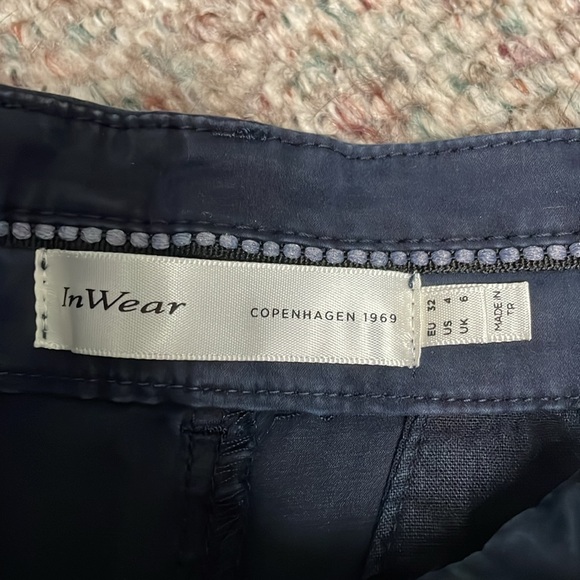 InWear
COPENHAGEN 1969
EU 32
US 4
UK 6
MADE IN
TR